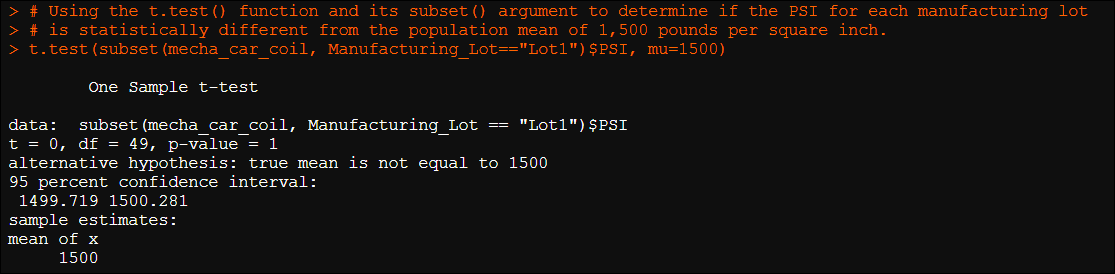 > # Using the t.test() function and its subset() argument to determine if the PSI for each manufacturing lot
> # is statistically different from the population mean of 1,500 pounds per square inch.
> t.test(subset(mecha_car_coil, Manufacturing_Lot=="Lot1")$PSI, mu=1500)
One Sample t-test
data:  subset(mecha_car_coil, Manufacturing_Lot == "Lot1")$PSI
t = 0, df = 49, p-value = 1
alternative hypothesis: true mean is not equal to 1500
95 percent confidence interval:
1499.719 1500.281
sample estimates:
mean of x
1500